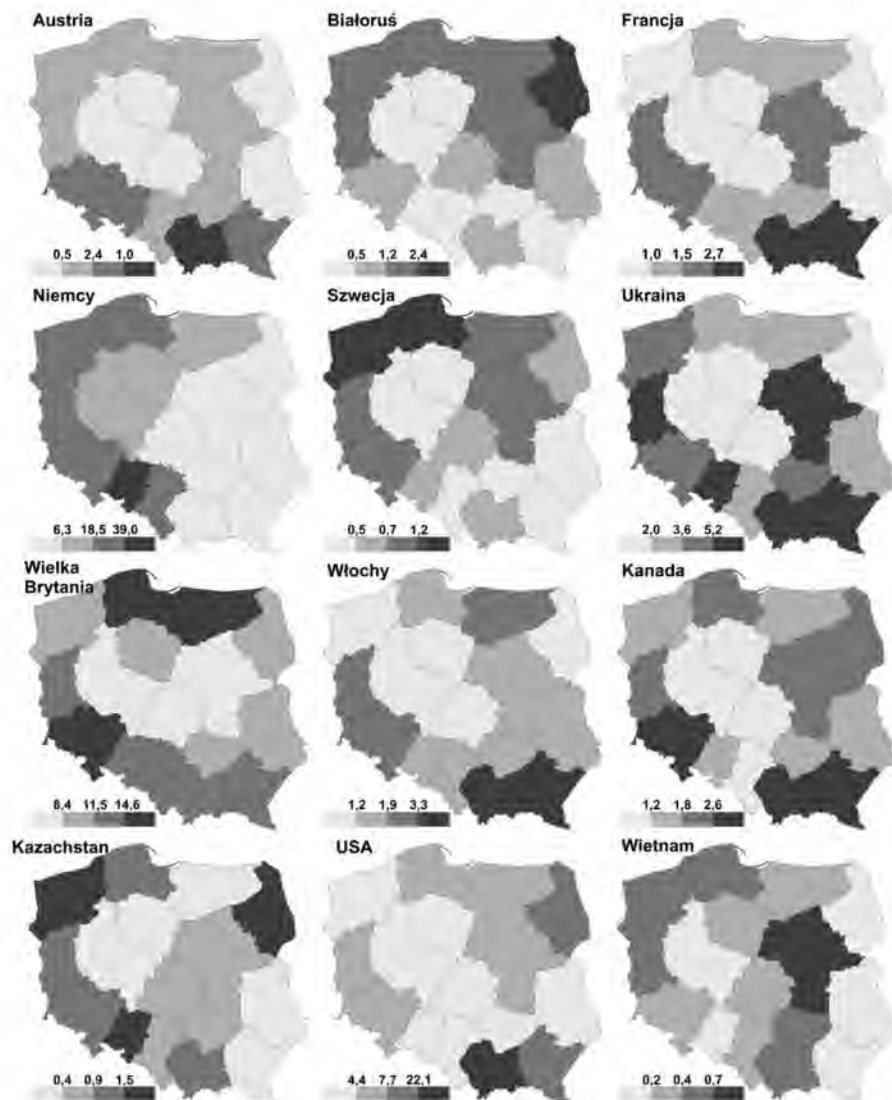 Austria
Białoruś
Francja
0,5 2,4 1,0
0,5 1,2 2,4
1,0 1,5 2,7
Niemcy
Szwecja
Ukraina
6,3 18,5 39,0
0,5 0,7 1,2
2,0 3,6 5,2
Wielka
Brytania
Włochy
Kanada
8,4 11,5 14,6
1,2 1,9 3,3
1,2 1,8 2,6
Kazachstan
USA
Wietnam
0,4 0,9 1,5
4,4 7,7 22,1
0,2 0,4 0,7